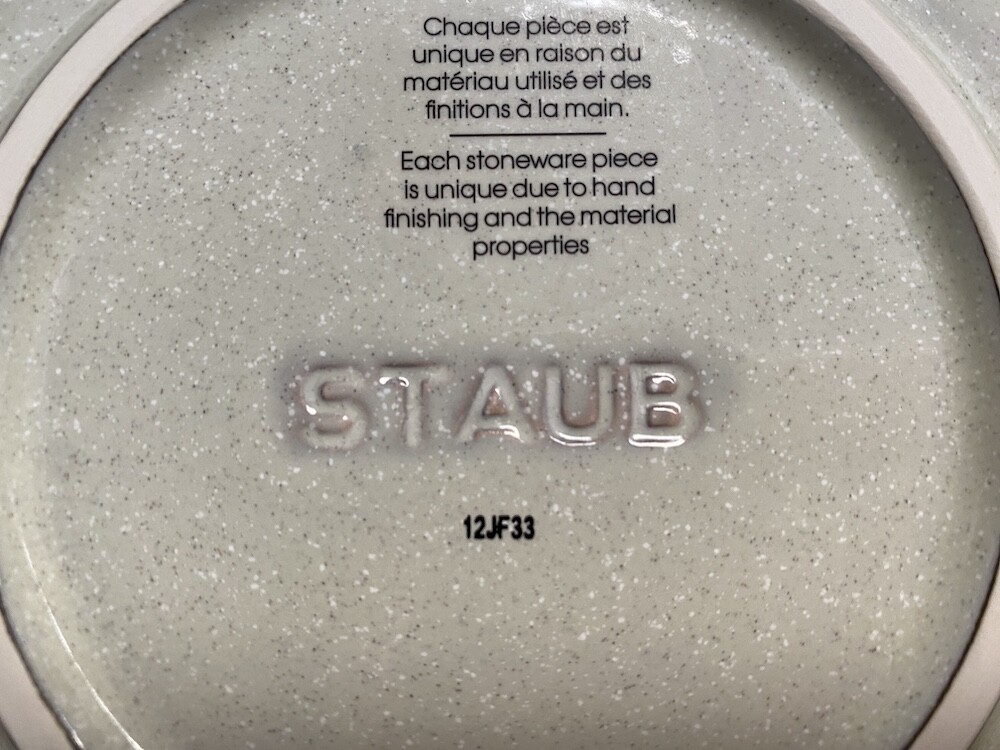 Chaque pièce est
unique en raison du
matériau utilisé et des
finitions à la main.
Each stoneware piece
is unique due to hand
finishing and the material
properties
STAUB
12JF33